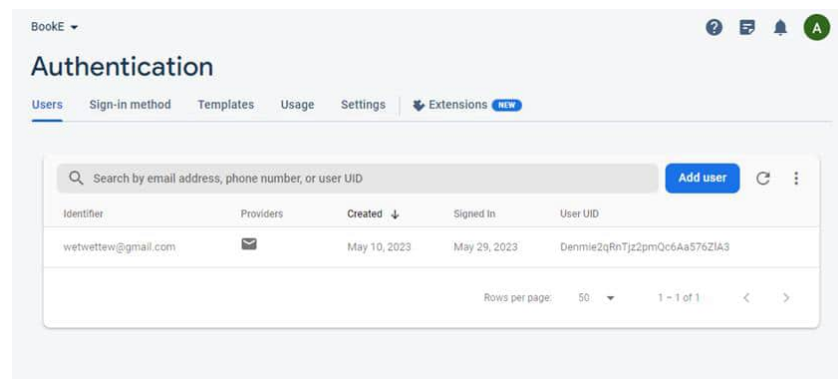 BookE
A
Authentication
Users Sign-in method Templates Usage Settings Extensions NEW
Search by email address, phone number, or user UID Add user
Identifier Providers Created Signed In User UID
wetwettew@gmail.com May 10, 2023 May 29, 2023 Denmie2qRnTjz2pmQc6Aa576ZlA3
Rows per page: 50 1 – 1 of 1